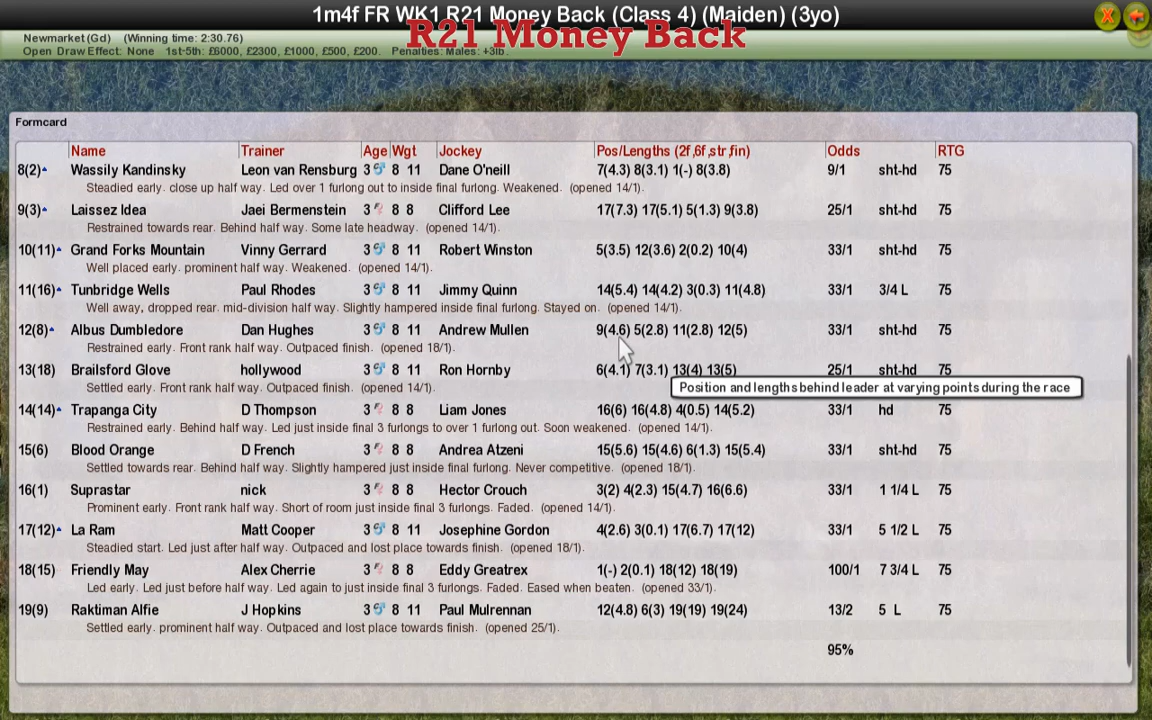 1m4f FR WK1 R21 Money Back (Class 4) (Maiden) (3yo)
R21 Money Back
Newmarket(Gd) (Winning time: 2:30.76)
Open Draw Effect: None 1st-5th: £6000, £2300, £1000, £500, £200. Penalties: Males: +3lb.
Formcard
Name Trainer Age Wgt Jockey Pos/Lengths (2f,6f,str,fin) Odds RTG
8(2) Wassily Kandinsky Leon van Rensburg 3 8 11 Dane O'neill 7(4.3) 8(3.1) 1(-) 8(3.8) 9/1 sht-hd 75
Steadied early. close up half way. Led over 1 furlong out to inside final furlong. Weakened. (opened 14/1).
9(3) Laissez Idea Jaei Bermenstein 3 8 8 Clifford Lee 17(7.3) 17(5.1) 5(1.3) 9(3.8) 25/1 sht-hd 75
Restrained towards rear. Behind half way. Some late headway. (opened 14/1).
10(11) Grand Forks Mountain Vinny Gerrard 3 8 11 Robert Winston 5(3.5) 12(3.6) 2(0.2) 10(4) 33/1 sht-hd 75
Well placed early. prominent half way. Weakened. (opened 14/1).
11(16) Tunbridge Wells Paul Rhodes 3 8 11 Jimmy Quinn 14(5.4) 14(4.2) 3(0.3) 11(4.8) 33/1 3/4 L 75
Well away, dropped rear. mid-division half way. Slightly hampered inside final furlong. Stayed on. (opened 14/1).
12(8) Albus Dumbledore Dan Hughes 3 8 11 Andrew Mullen 9(4.6) 5(2.8) 11(2.8) 12(5) 33/1 sht-hd 75
Restrained early. Front rank half way. Outpaced finish. (opened 18/1).
13(18) Brailsford Glove hollywood 3 8 11 Ron Hornby 6(4.1) 7(3.1) 13(4) 13(5) 25/1 sht-hd 75
Settled early. Front rank half way. Outpaced finish. (opened 14/1).
Position and lengths behind leader at varying points during the race
14(14) Trapanga City D Thompson 3 8 8 Liam Jones 16(6) 16(4.8) 4(0.5) 14(5.2) 33/1 hd 75
Restrained early. Behind half way. Led just inside final 3 furlongs to over 1 furlong out. Soon weakened. (opened 14/1).
15(6) Blood Orange D French 3 8 8 Andrea Atzeni 15(5.6) 15(4.6) 6(1.3) 15(5.4) 33/1 sht-hd 75
Settled towards rear. Behind half way. Slightly hampered just inside final furlong. Never competitive. (opened 18/1).
16(1) Suprastar nick 3 8 8 Hector Crouch 3(2) 4(2.3) 15(4.7) 16(6.6) 33/1 1 1/4 L 75
Prominent early. Front rank half way. Short of room just inside final 3 furlongs. Faded. (opened 14/1).
17(12) La Ram Matt Cooper 3 8 11 Josephine Gordon 4(2.6) 3(0.1) 17(6.7) 17(12) 33/1 5 1/2 L 75
Steadied start. Led just after half way. Outpaced and lost place towards finish. (opened 18/1).
18(15) Friendly May Alex Cherrie 3 8 8 Eddy Greatrex 1(-) 2(0.1) 18(12) 18(19) 100/1 7 3/4 L 75
Led early. Led just before half way. Led again to just inside final 3 furlongs. Faded. Eased when beaten. (opened 33/1).
19(9) Raktiman Alfie J Hopkins 3 8 11 Paul Mulrennan 12(4.8) 6(3) 19(19) 19(24) 13/2 5 L 75
Settled early. prominent half way. Outpaced and lost place towards finish. (opened 25/1).
95%